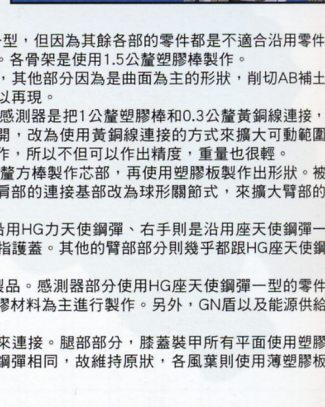 一型，但因為其餘各部的零件都是不適合沿用零件
。各骨架是使用1.5公釐塑膠棒製作。
，其他部分因為是曲面為主的形狀，削切AB補土
以再現。
感測器是把1公釐塑膠棒和0.3公釐黃銅線連接，
開，改為使用黃銅線連接的方式來擴大可動範圍
作，所以不但可以作出精度，重量也很輕。
釐方棒製作芯部，再使用塑膠板製作出形狀。被
肩部的連接基部改為球形關節式，來擴大臂部的
沿用HG力天使鋼彈、右手則是沿用座天使鋼彈一
指護蓋。其他的臂部部分則幾乎都跟HG座天使鋼
製品。感測器部分使用HG座天使鋼彈一型的零件
膠材料為主進行製作。另外，GN盾以及能源供給
來連接。腿部部分，膝蓋裝甲所有平面使用塑膠
鋼彈相同，故維持原狀，各風葉則使用薄塑膠板